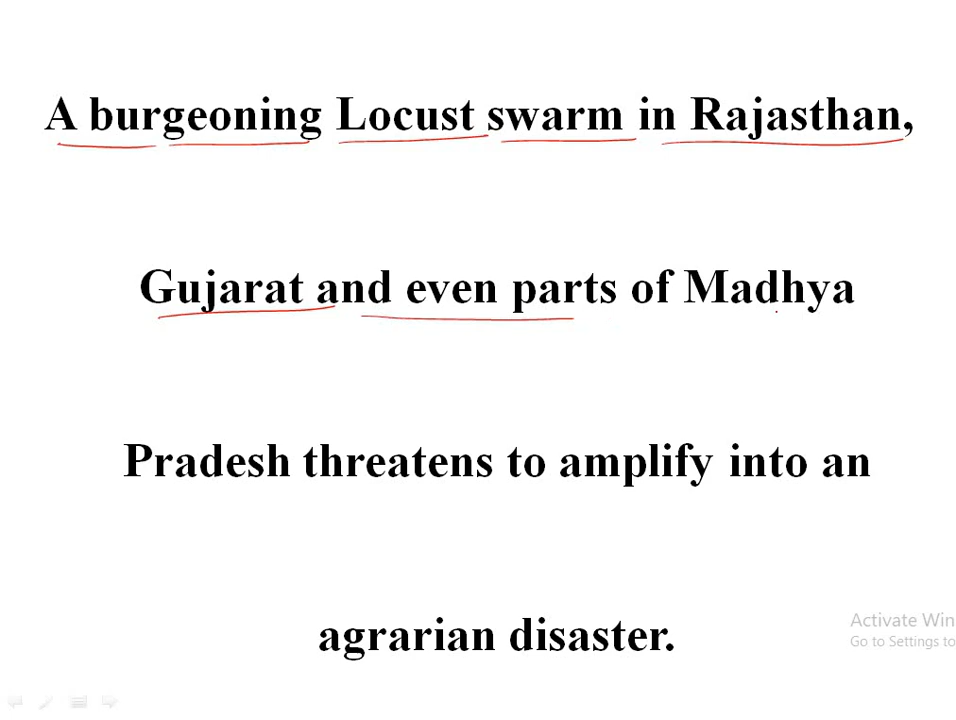 A burgeoning Locust swarm in Rajasthan,
Gujarat and even parts of Madhya
Pradesh threatens to amplify into an
agrarian disaster.
Activate Win
Go to Settings to